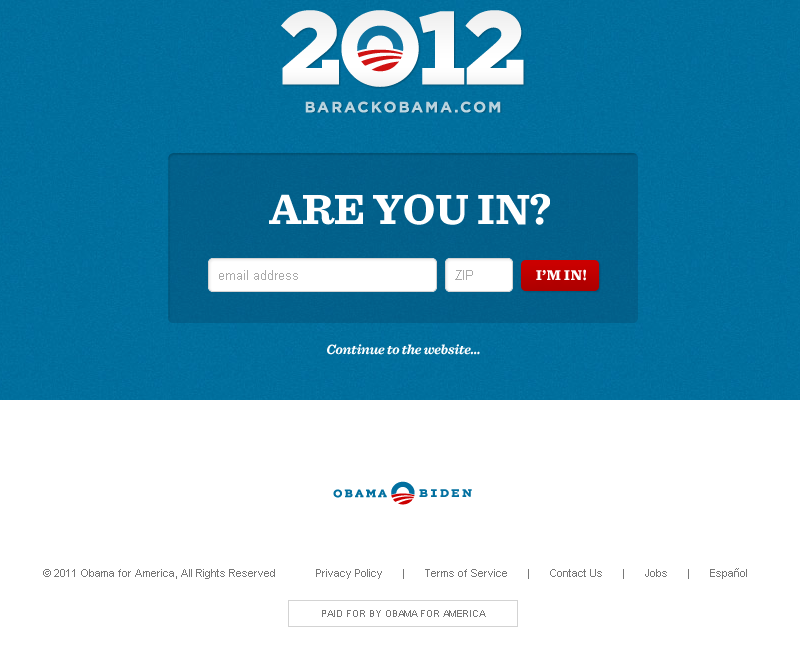 2012
BARACKOBAMA.COM
ARE YOU IN?
email address ZIP I'M IN!
Continue to the website...
OBAMA BIDEN
© 2011 Obama for America, All Rights Reserved Privacy Policy | Terms of Service | Contact Us | Jobs | Español
PAID FOR BY OBAMA FOR AMERICA